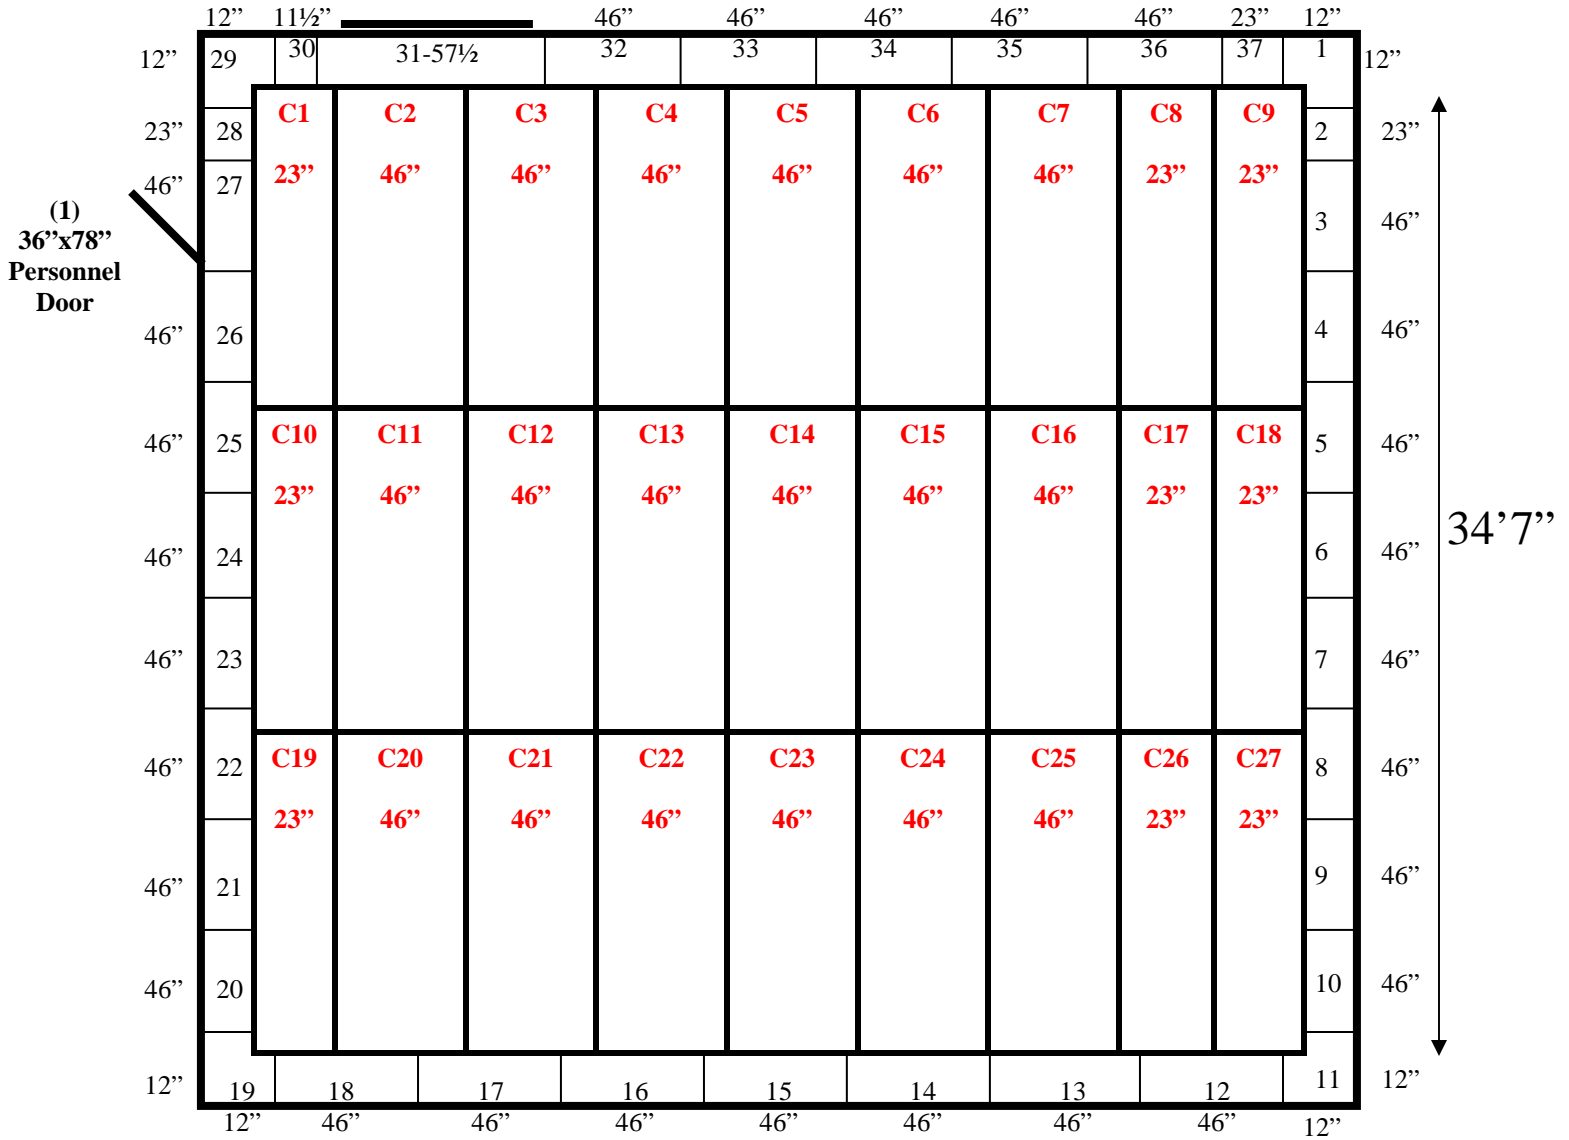 12” 11½” 46” 46” 46” 46” 46” 23” 12”
12” 29 30 31-57½ 32 33 34 35 36 37 1 12”
C1 C2 C3 C4 C5 C6 C7 C8 C9
23” 28 2 23”
23” 46” 46” 46” 46” 46” 46” 23” 23”
46” 27
(1)
36”x78”
Personnel
Door
3 46”
46” 26 4 46”
C10 C11 C12 C13 C14 C15 C16 C17 C18
46” 25 5 46”
23” 46” 46” 46” 46” 46” 46” 23” 23”
34’7”
46” 24 6 46”
46” 23 7 46”
C19 C20 C21 C22 C23 C24 C25 C26 C27
46” 22 8 46”
23” 46” 46” 46” 46” 46” 46” 23” 23”
46” 21 9 46”
46” 20 10 46”
12” 19 18 17 16 15 14 13 12 11 12”
12” 46” 46” 46” 46” 46” 46” 46” 12”